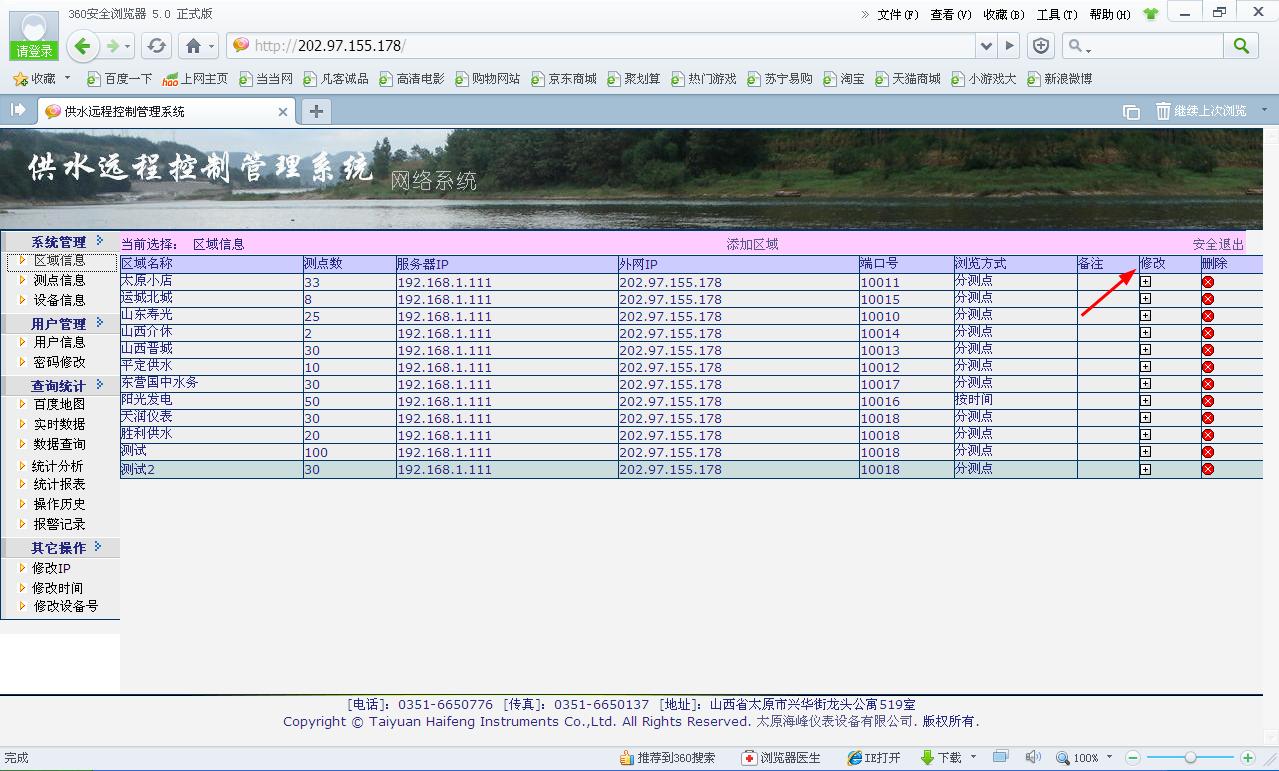 360安全浏览器 5.0 正式版
» 文件(F) 查看(V) 收藏(B) 工具(T) 帮助(H)
请登录
http://202.97.155.178/
收藏 百度一下 上网主页 当当网 凡客诚品 高清电影 购物网站 京东商城 聚划算 热门游戏 苏宁易购 淘宝 天猫商城 小游戏大 新浪微博
供水远程控制管理系统 继续上次浏览
供水远程控制管理系统 网络系统
系统管理
区域信息
测点信息
设备信息
用户管理
用户信息
密码修改
查询统计
百度地图
实时数据
数据查询
统计分析
统计报表
操作历史
报警记录
其它操作
修改IP
修改时间
修改设备号
当前选择: 区域信息 添加区域 安全退出
区域名称 测点数 服务器IP 外网IP 端口号 浏览方式 备注 修改 删除
太原小店 33 192.168.1.111 202.97.155.178 10011 分测点
运城北城 8 192.168.1.111 202.97.155.178 10015 分测点
山东寿光 25 192.168.1.111 202.97.155.178 10010 分测点
山西介休 2 192.168.1.111 202.97.155.178 10014 分测点
山西晋城 30 192.168.1.111 202.97.155.178 10013 分测点
平定供水 10 192.168.1.111 202.97.155.178 10012 分测点
东营国中水务 30 192.168.1.111 202.97.155.178 10017 分测点
阳光发电 50 192.168.1.111 202.97.155.178 10016 按时间
天润仪表 30 192.168.1.111 202.97.155.178 10018 分测点
胜利供水 20 192.168.1.111 202.97.155.178 10018 分测点
测试 100 192.168.1.111 202.97.155.178 10018 分测点
测试2 30 192.168.1.111 202.97.155.178 10018 分测点
[电话]: 0351-6650776 [传真]: 0351-6650137 [地址]: 山西省太原市兴华街龙头公寓519室
Copyright © Taiyuan Haifeng Instruments Co.,Ltd. All Rights Reserved. 太原海峰仪表设备有限公司. 版权所有.
完成 推荐到360搜索 浏览器医生 IE打开 下载 100%